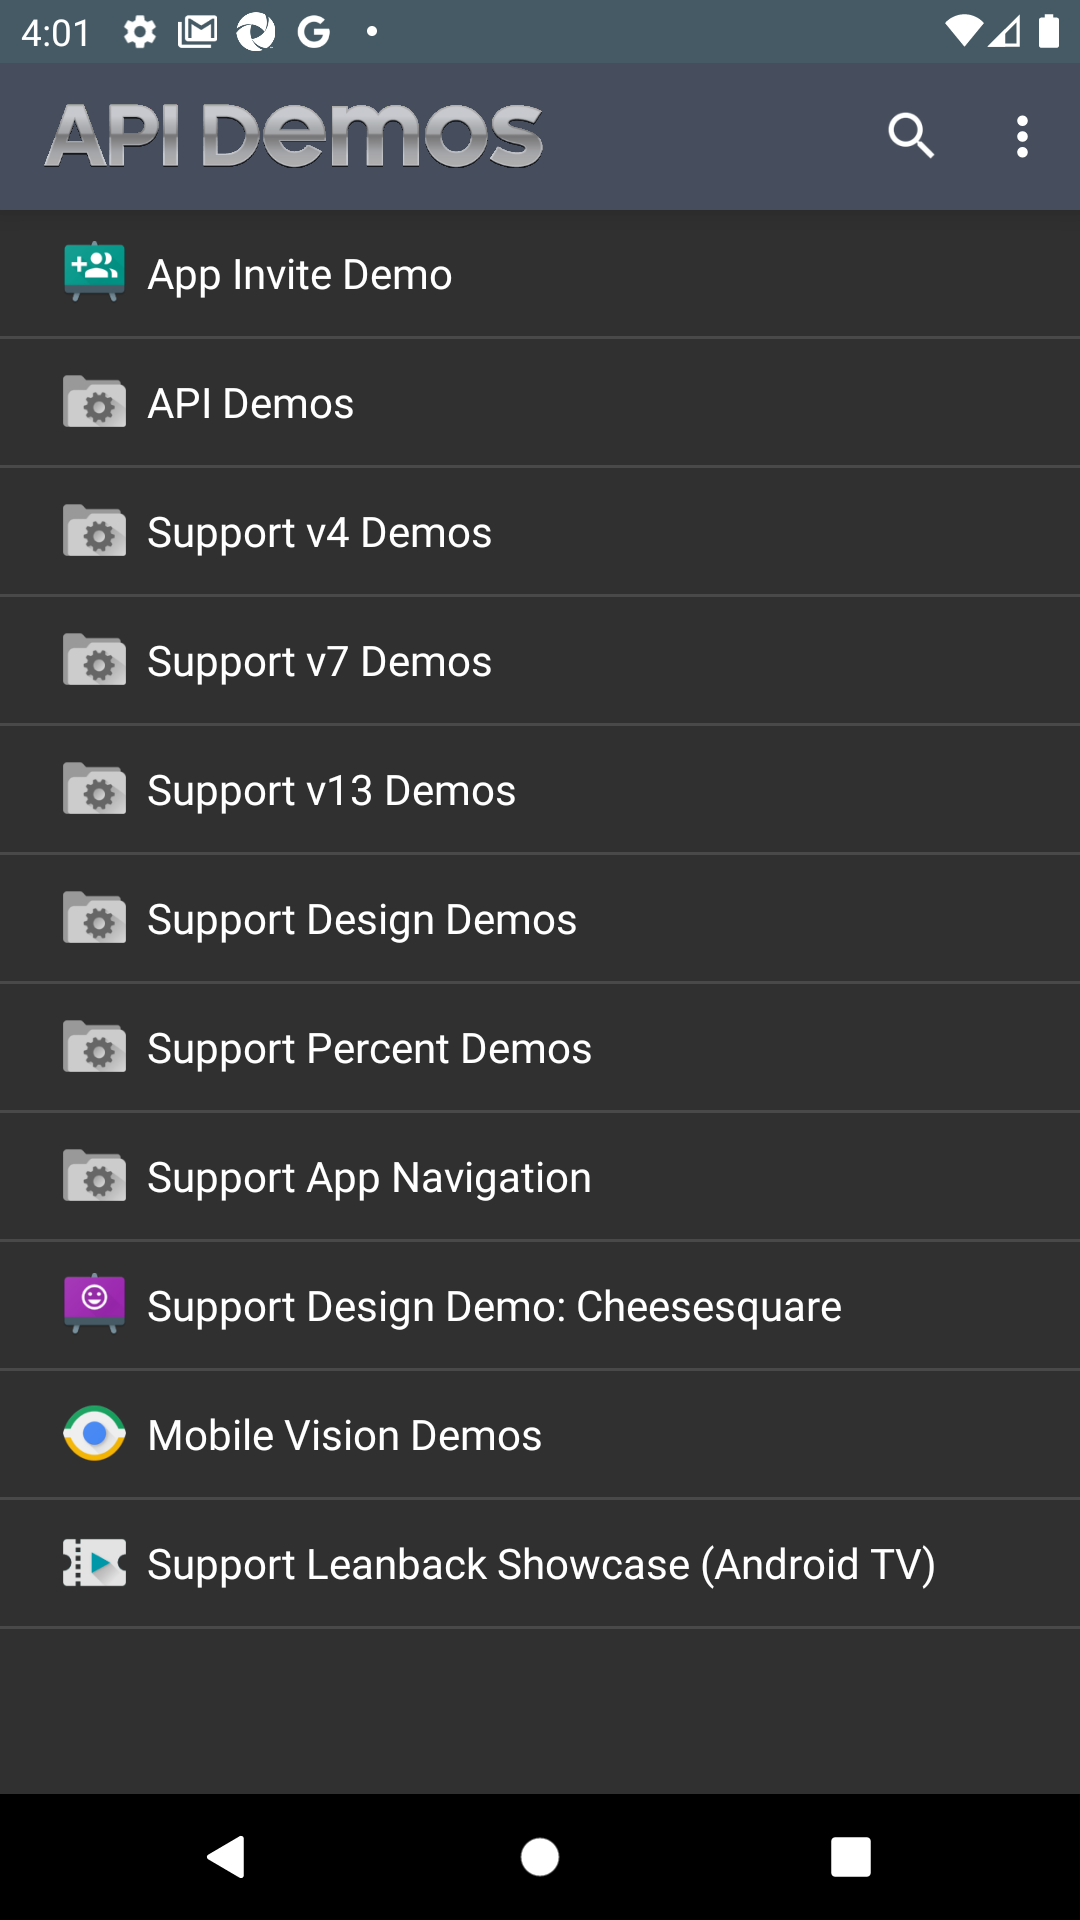 4:01
API Demos
App Invite Demo
API Demos
Support v4 Demos
Support v7 Demos
Support v13 Demos
Support Design Demos
Support Percent Demos
Support App Navigation
Support Design Demo: Cheesesquare
Mobile Vision Demos
Support Leanback Showcase (Android TV)